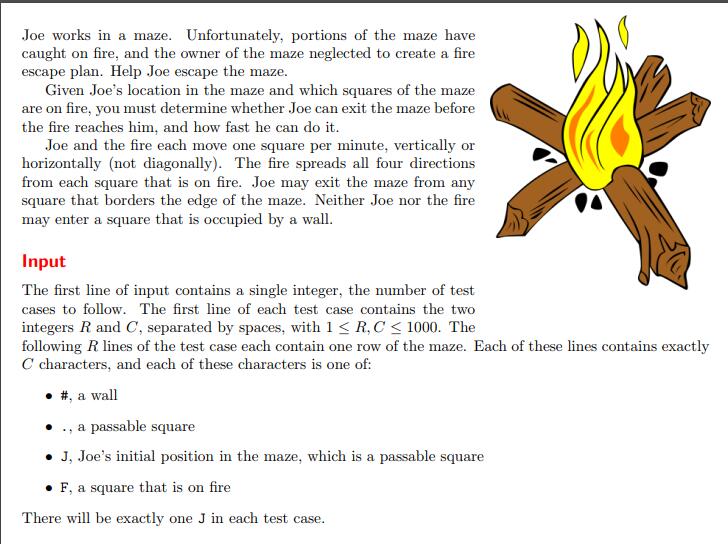 Joe works in a maze. Unfortunately, portions of the maze have
caught on fire, and the owner of the maze neglected to create a fire
escape plan. Help Joe escape the maze.
Given Joe's location in the maze and which squares of the maze
are on fire, you must determine whether Joe can exit the maze before
the fire reaches him, and how fast he can do it.
Joe and the fire each move one square per minute, vertically or
horizontally (not diagonally). The fire spreads all four directions
from each square that is on fire. Joe may exit the maze from any
square that borders the edge of the maze. Neither Joe nor the fire
may enter a square that is occupied by a wall.
Input
The first line of input contains a single integer, the number of test
cases to follow. The first line of each test case contains the two
integers R and C, separated by spaces, with 1 ≤ R, C ≤ 1000. The
following R lines of the test case each contain one row of the maze. Each of these lines contains exactly
C characters, and each of these characters is one of:
• #, a wall
• ., a passable square
• J, Joe's initial position in the maze, which is a passable square
• F, a square that is on fire
There will be exactly one J in each test case.